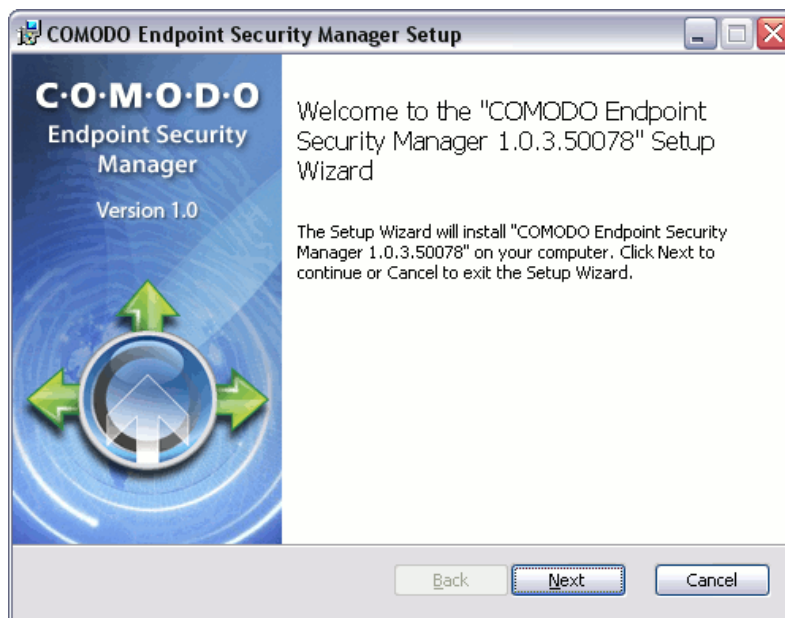 COMODO Endpoint Security Manager Setup
C·O·M·O·D·O
Endpoint Security
Manager
Version 1.0
Welcome to the "COMODO Endpoint
Security Manager 1.0.3.50078" Setup
Wizard
The Setup Wizard will install "COMODO Endpoint Security
Manager 1.0.3.50078" on your computer. Click Next to
continue or Cancel to exit the Setup Wizard.
Back
Next
Cancel